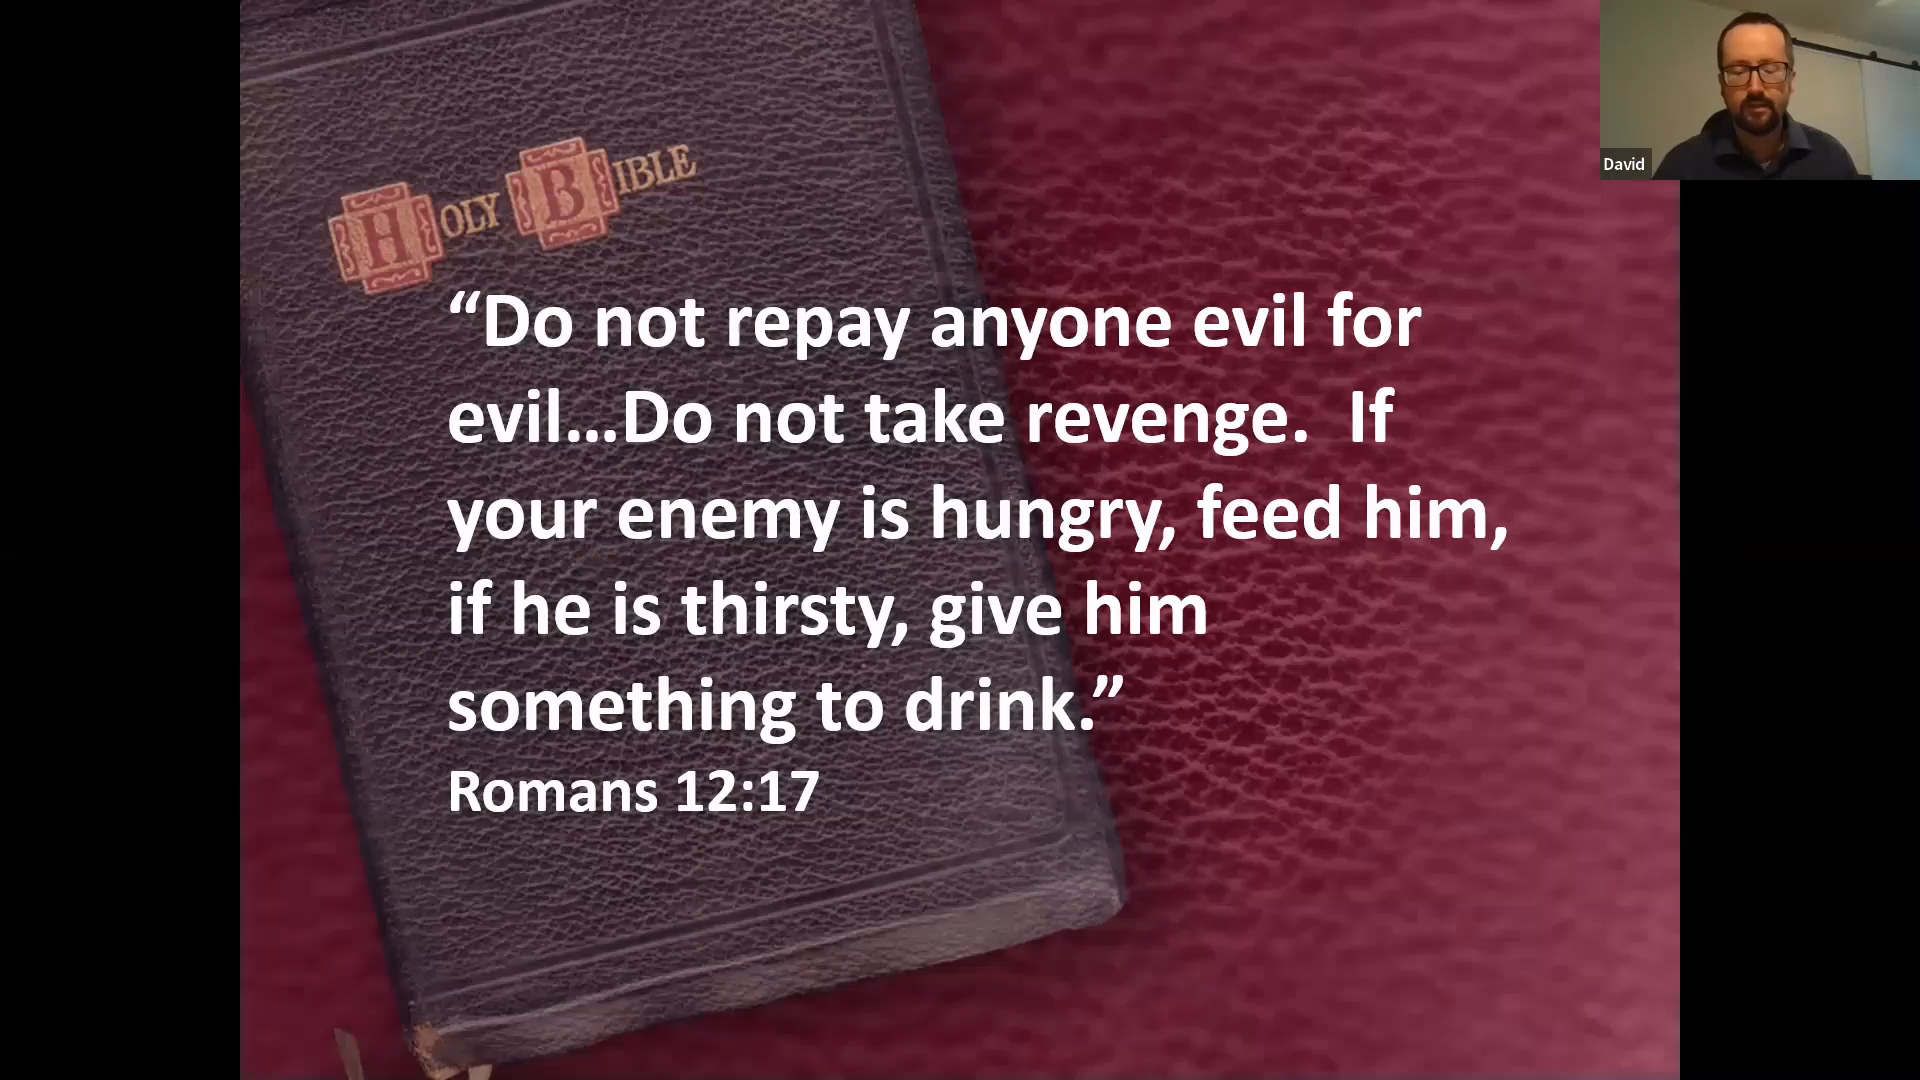 HOLY BIBLE
“Do not repay anyone evil for
evil...Do not take revenge.  If
your enemy is hungry, feed him,
if he is thirsty, give him
something to drink.”
Romans 12:17
David